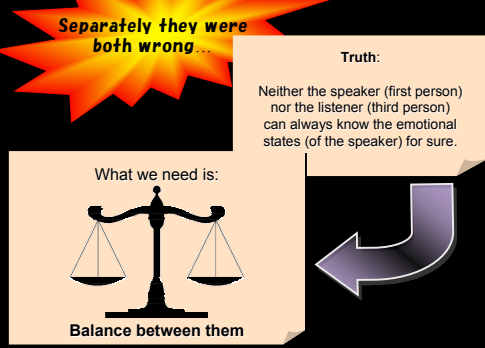 Separately they were
both wrong...
Truth:
Neither the speaker (first person)
nor the listener (third person)
can always know the emotional
states (of the speaker) for sure.
What we need is:
Balance between them